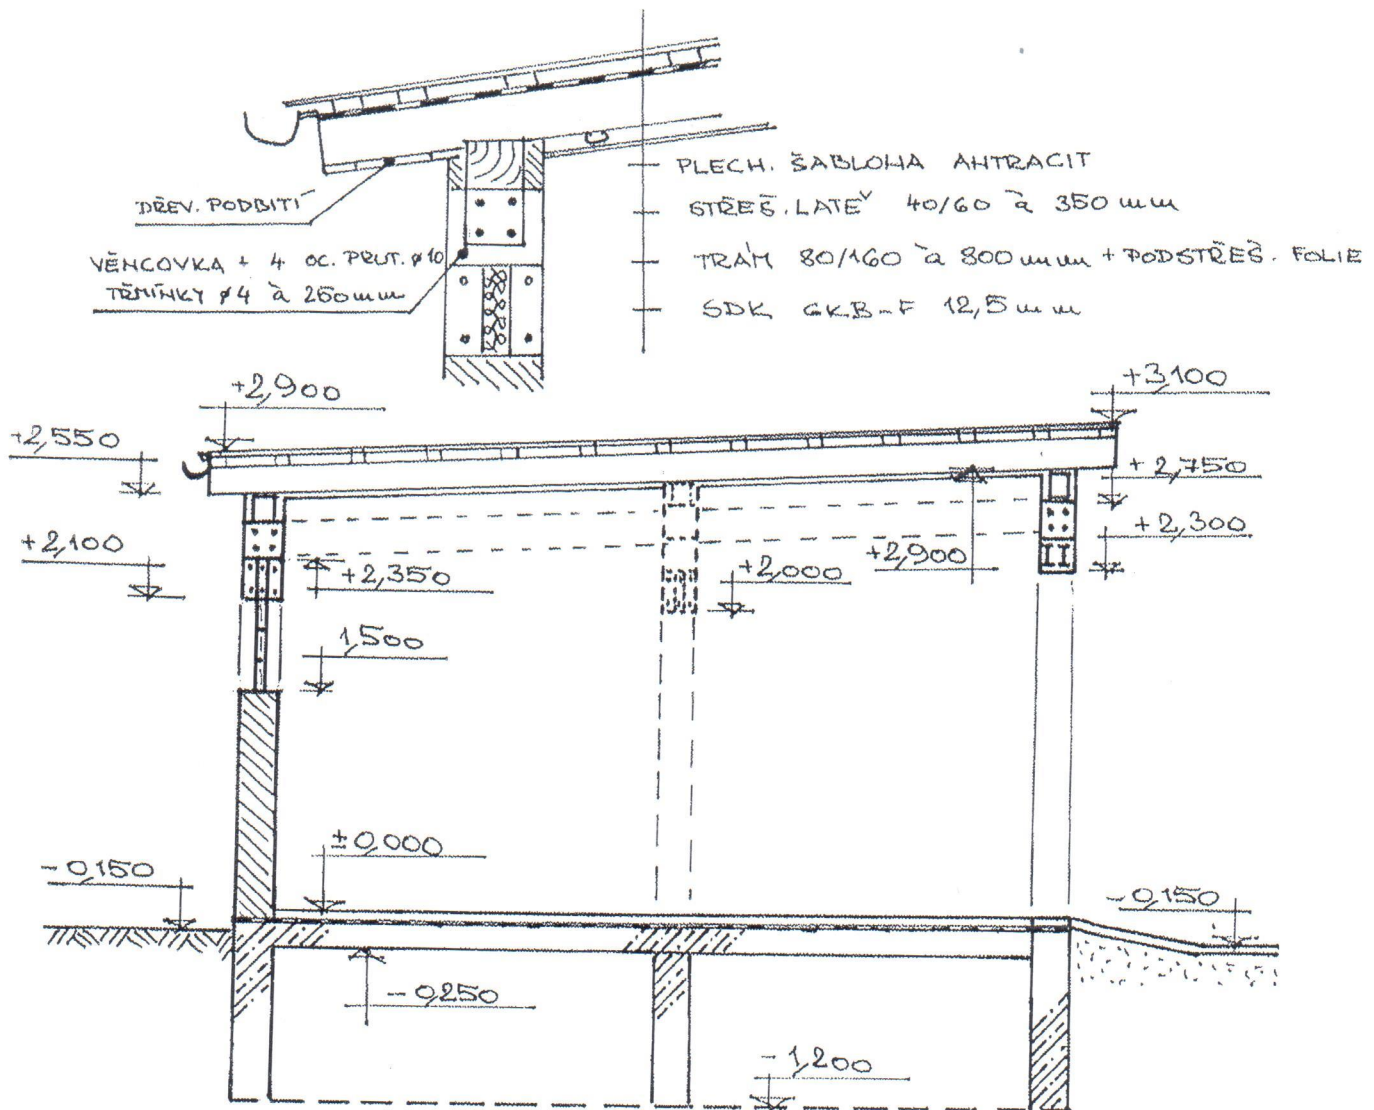 PLECH. ŠABLONA ANTRACIT
STŘEŠ. LATĚ 40/60 à 350 mm
DŘEV. PODBITÍ
VĚNCOVKA + 4 OC. PRUT. ø10
TRÁM 80/160 à 800 mm + PODSTŘEŠ. FOLIE
TŘMÍNKY ø4 à 250mm
SDK GKB-F 12,5 mm
+2,900
+3,100
+2,550
+2,750
+2,100
+2,300
+2,350
+2,000
+2,900
1,500
±0,000
-0,150
-0,150
-0,250
-1,200